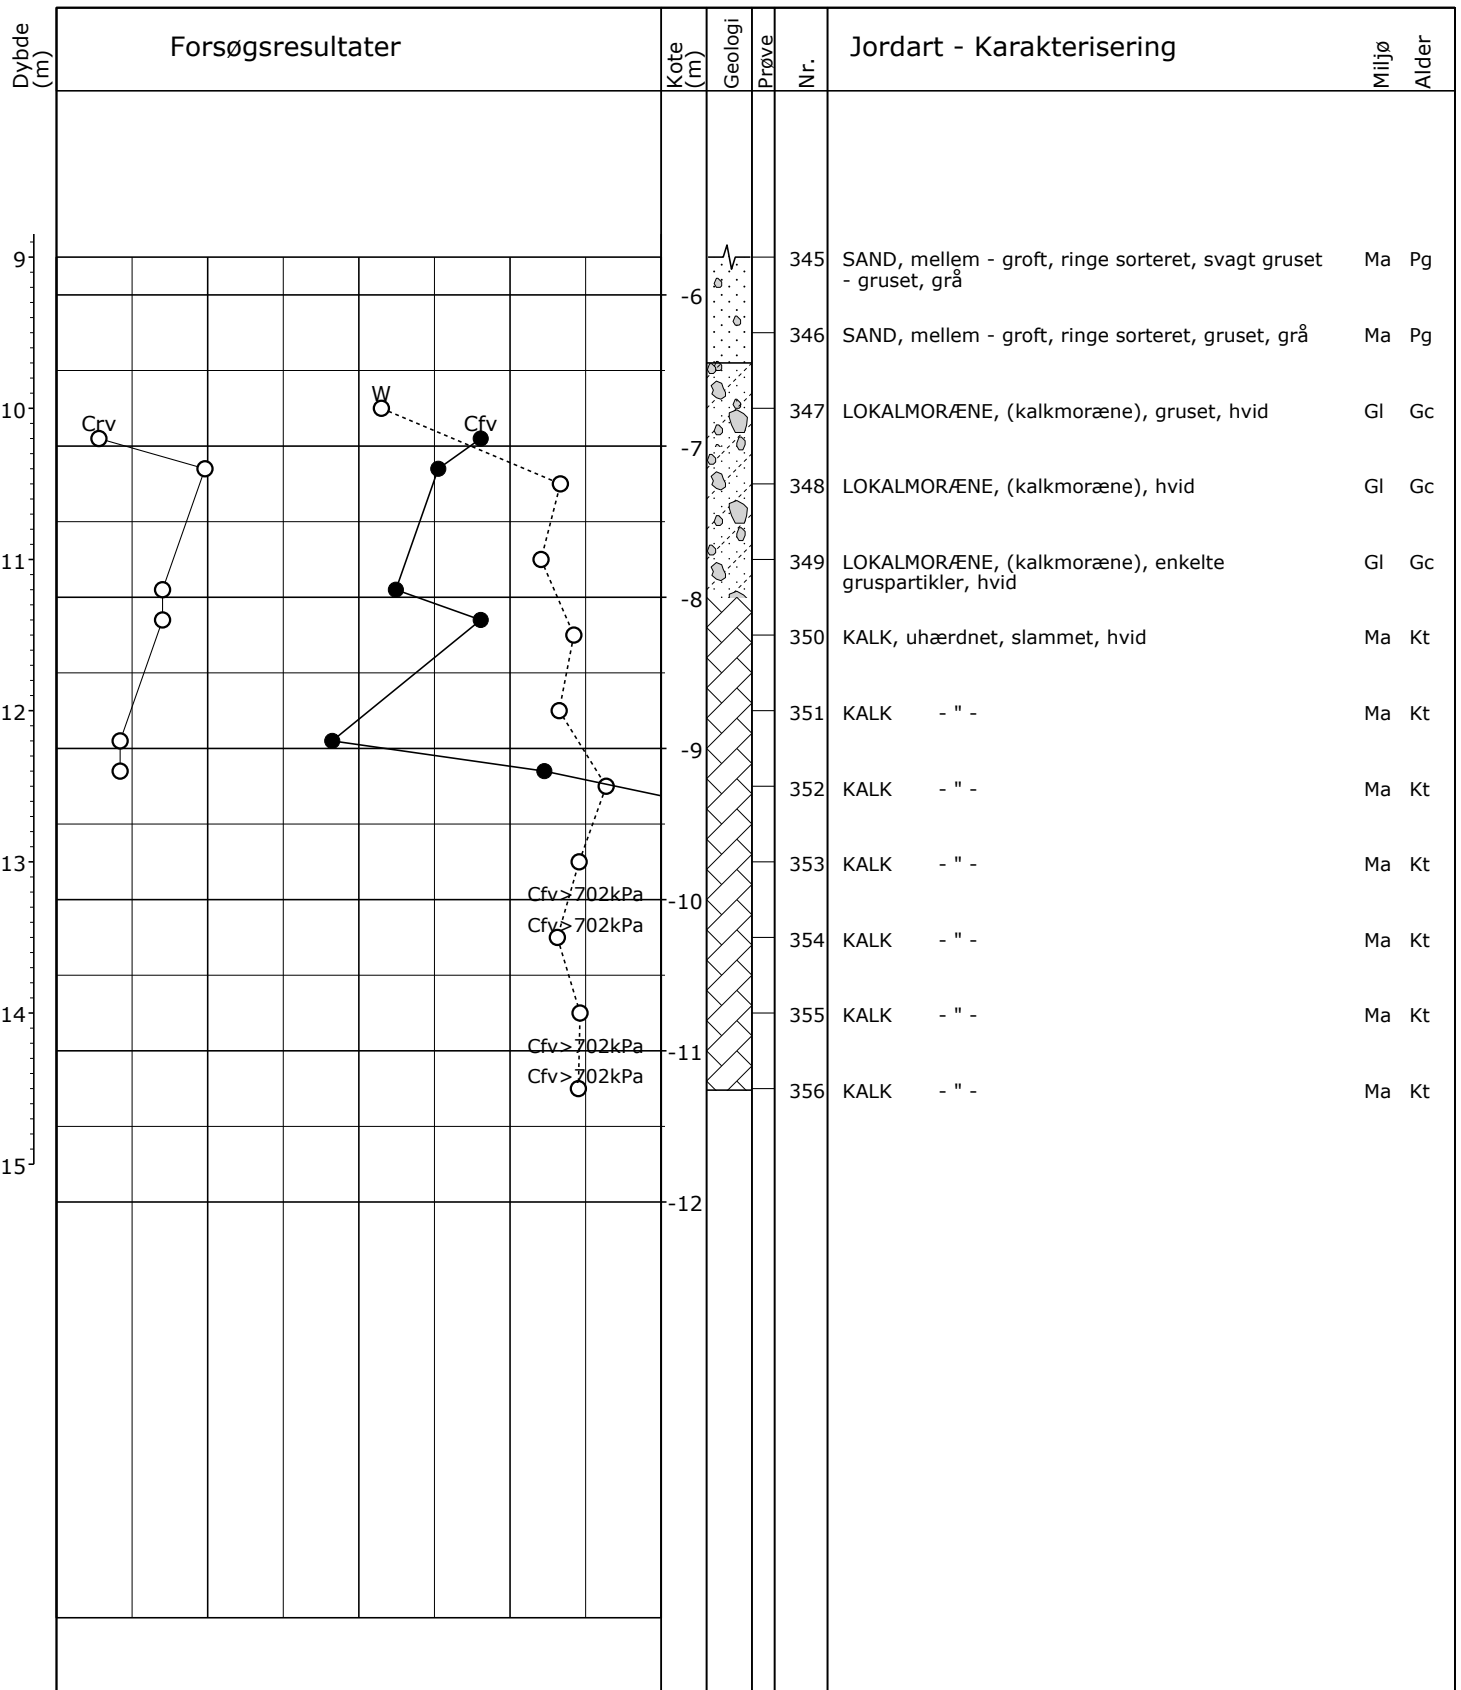 Dybde
(m)
Forsøgsresultater
Kote
(m)
Geologi
Prøve
Nr.
Jordart - Karakterisering
Miljø
Alder
9
345 SAND, mellem - groft, ringe sorteret, svagt gruset Ma Pg
- gruset, grå
-6
346 SAND, mellem - groft, ringe sorteret, gruset, grå Ma Pg
W
10
347 LOKALMORÆNE, (kalkmoræne), gruset, hvid Gl Gc
Crv
Cfv
-7
348 LOKALMORÆNE, (kalkmoræne), hvid Gl Gc
11
349 LOKALMORÆNE, (kalkmoræne), enkelte Gl Gc
gruspartikler, hvid
-8
350 KALK, uhærdnet, slammet, hvid Ma Kt
12
351 KALK - " - Ma Kt
-9
352 KALK - " - Ma Kt
13
353 KALK - " - Ma Kt
Cfv>702kPa
-10
Cfv>702kPa
354 KALK - " - Ma Kt
14
355 KALK - " - Ma Kt
Cfv>702kPa
-11
Cfv>702kPa
356 KALK - " - Ma Kt
15
-12